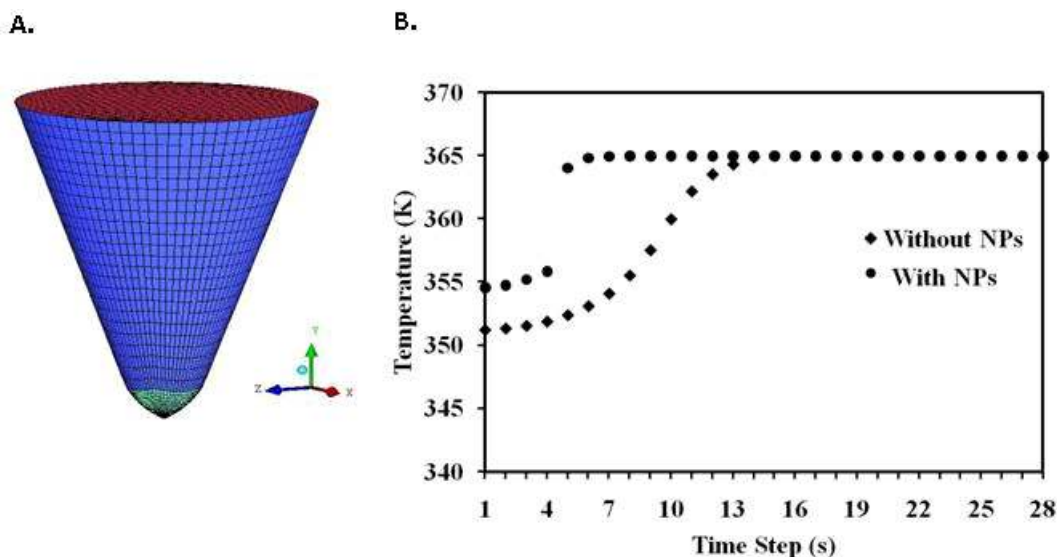 A.
B.
Y
Z
X
370
365
360
355
350
345
340
Temperature (K)
Without NPs
With NPs
1 4 7 10 13 16 19 22 25 28
Time Step (s)